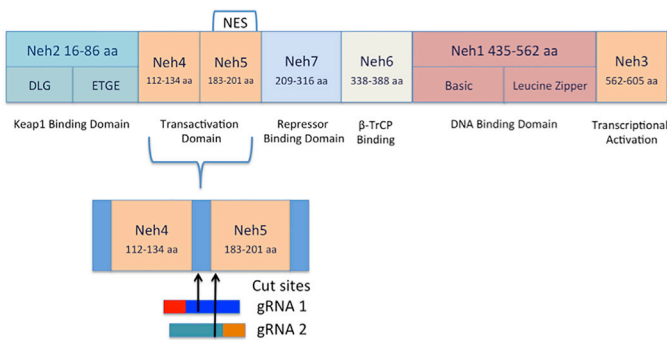 NES
Neh2 16-86 aa
DLG
ETGE
Neh4
112-134 aa
Neh5
183-201 aa
Neh7
209-316 aa
Neh6
338-388 aa
Neh1 435-562 aa
Basic
Leucine Zipper
Neh3
562-605 aa
Keap1 Binding Domain
Transactivation
Domain
Repressor
Binding Domain
β-TrCP
Binding
DNA Binding Domain
Transcriptional
Activation
Neh4
112-134 aa
Neh5
183-201 aa
Cut sites
gRNA 1
gRNA 2